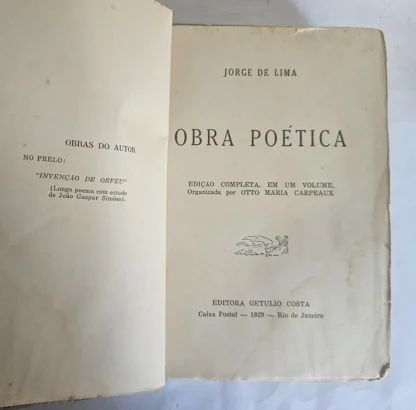 OBRAS DO AUTOR
NO PRELO:
"INVENÇÃO DE ORFEU"
(Longo poema com estudo
de João Gaspar Simões).
JORGE DE LIMA
OBRA POÉTICA
EDIÇÃO COMPLETA, EM UM VOLUME,
Organizada por OTTO MARIA CARPEAUX
EDITORA GETULIO COSTA
Caixa Postal — 1829 — Rio de Janeiro